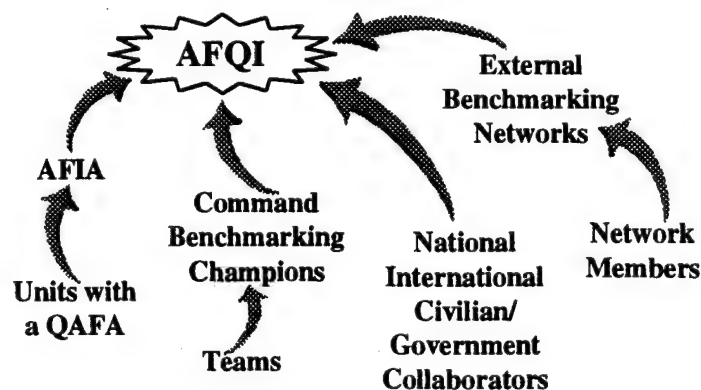 AFQI
External
Benchmarking
Networks
AFIA
Command
Benchmarking
Champions
National
International
Civilian/
Government
Collaborators
Network
Members
Units with
a QAFA
Teams